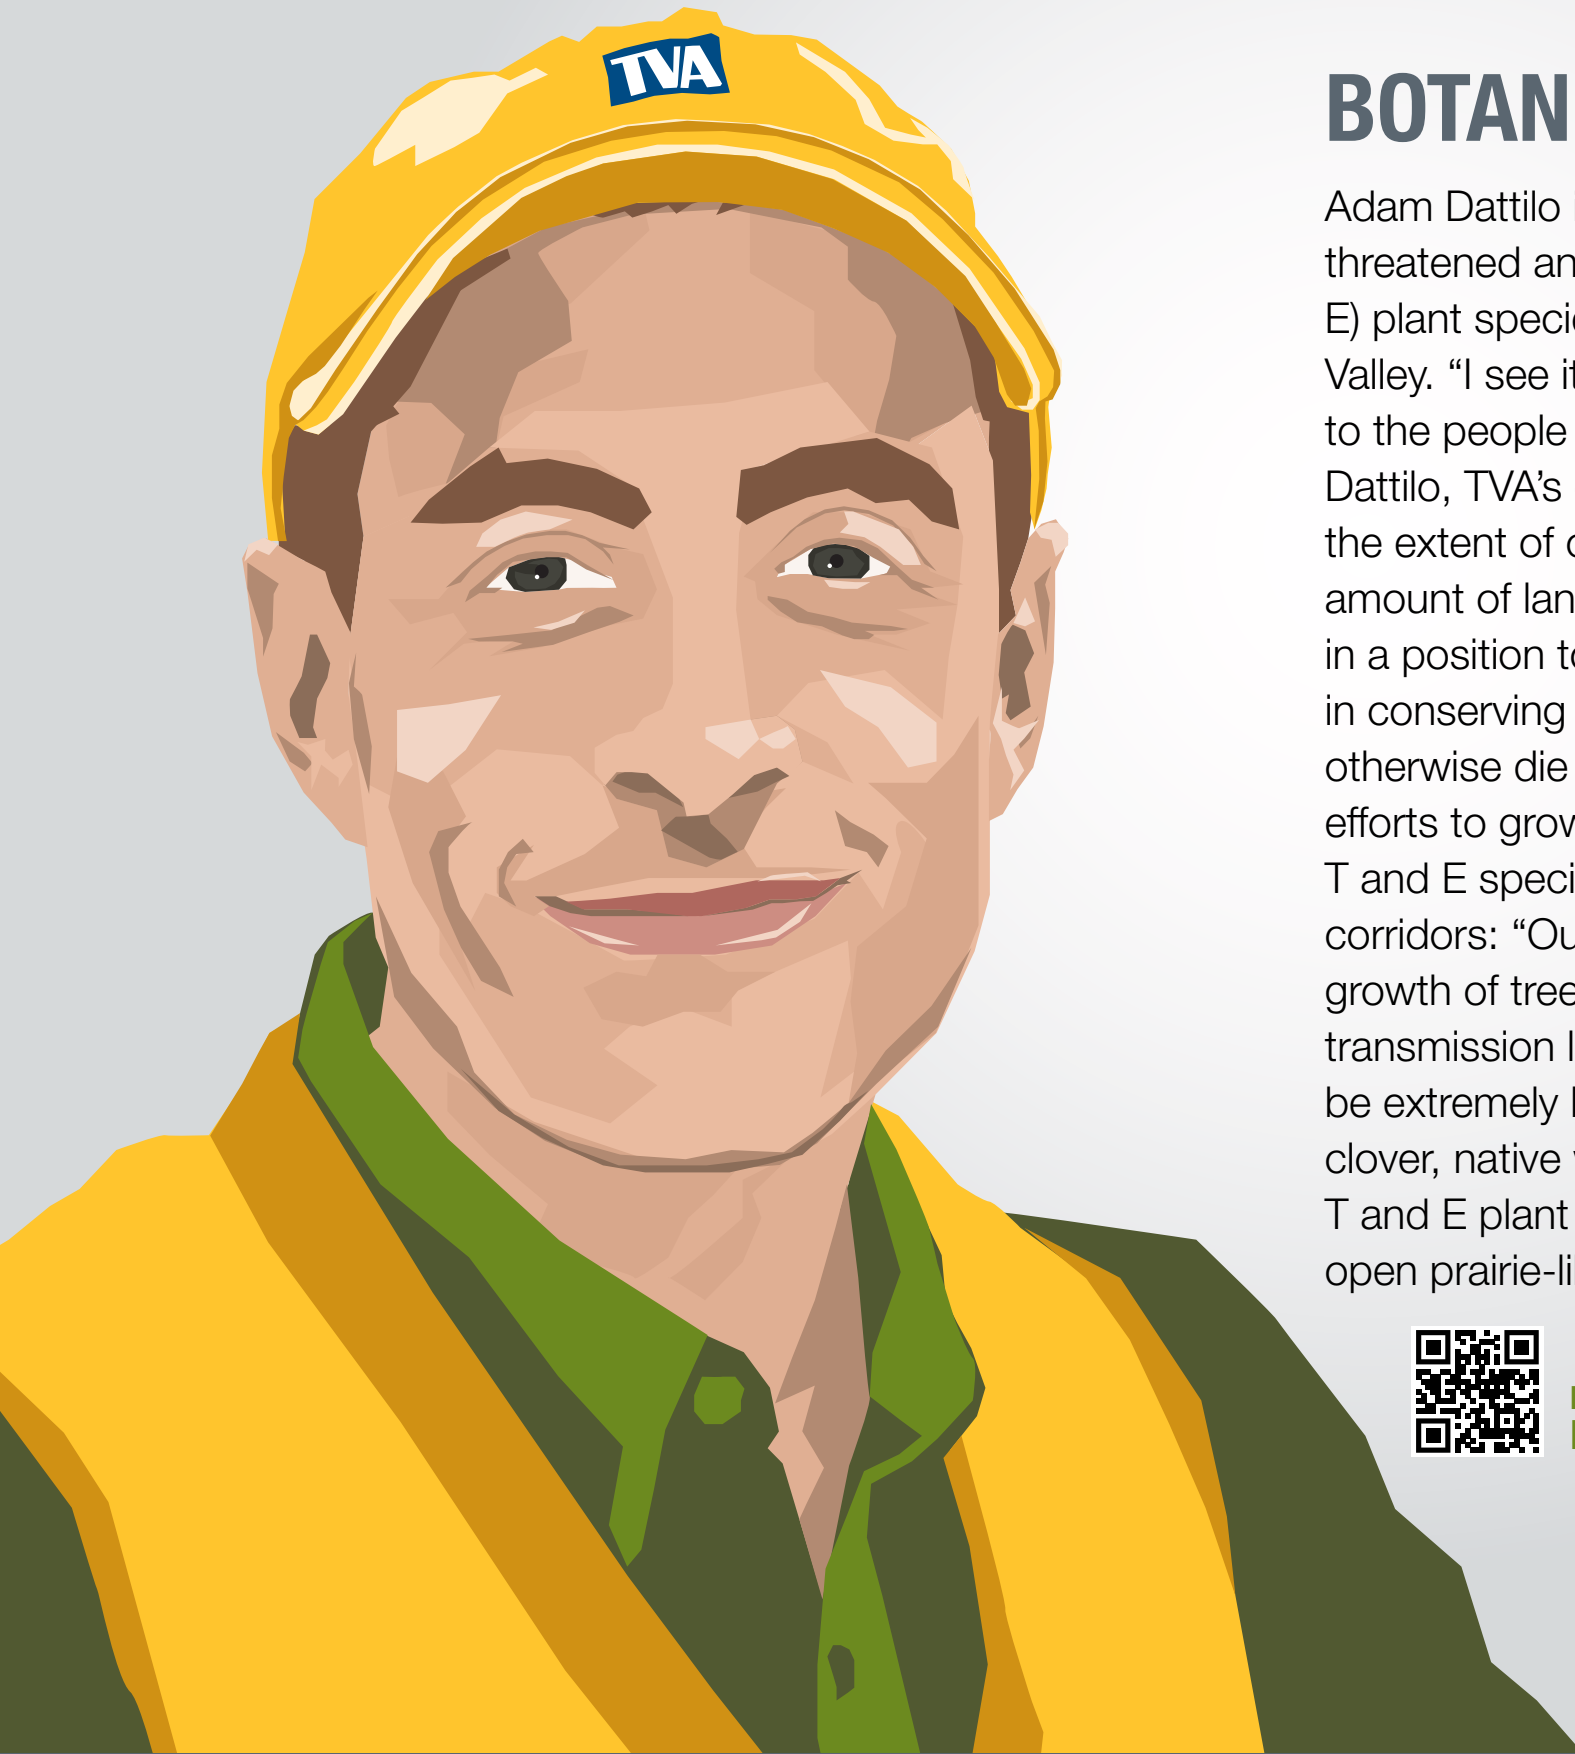 TVA
BOTAN
Adam Dattilo
threatened an
E) plant speci
Valley. “I see it
to the people
Dattilo, TVA’s
the extent of
amount of lan
in a position to
in conserving
otherwise die
efforts to grow
T and E speci
corridors: “Ou
growth of tree
transmission
be extremely
clover, native
T and E plant
open prairie-li